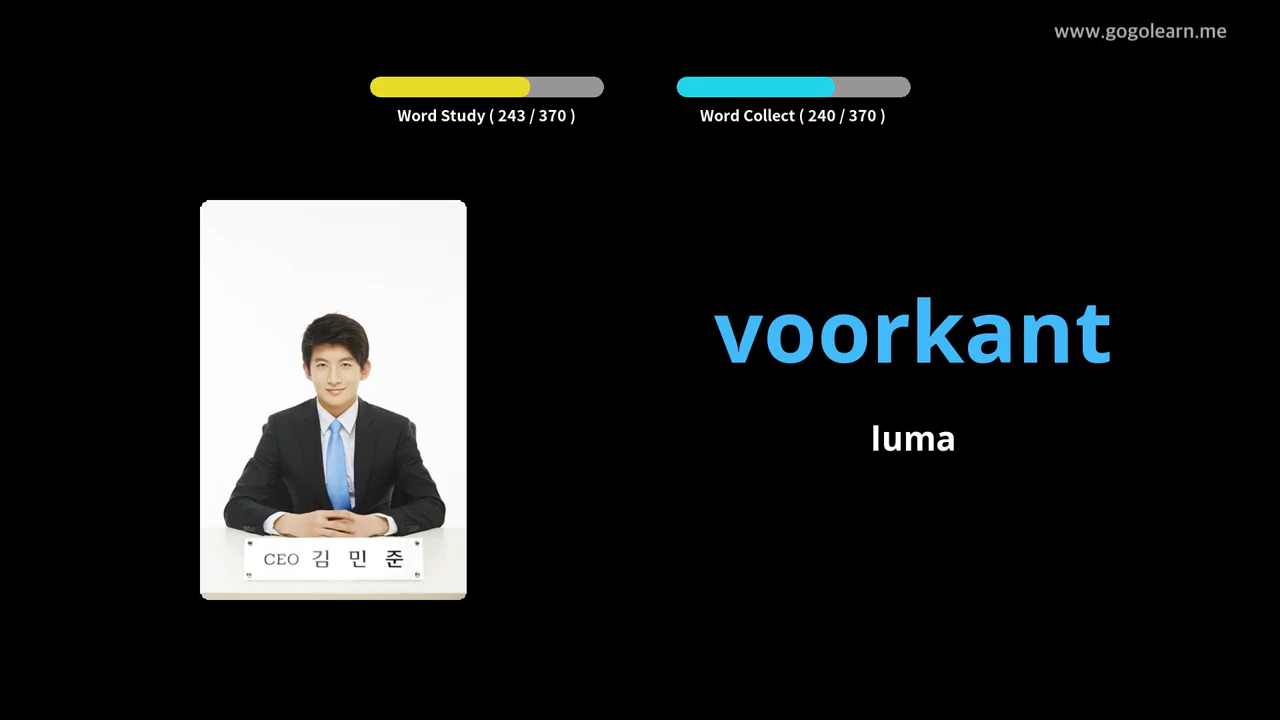 www.gogolearn.me
Word Study ( 243 / 370 )
Word Collect ( 240 / 370 )
voorkant
luma
CEO 김 민 준